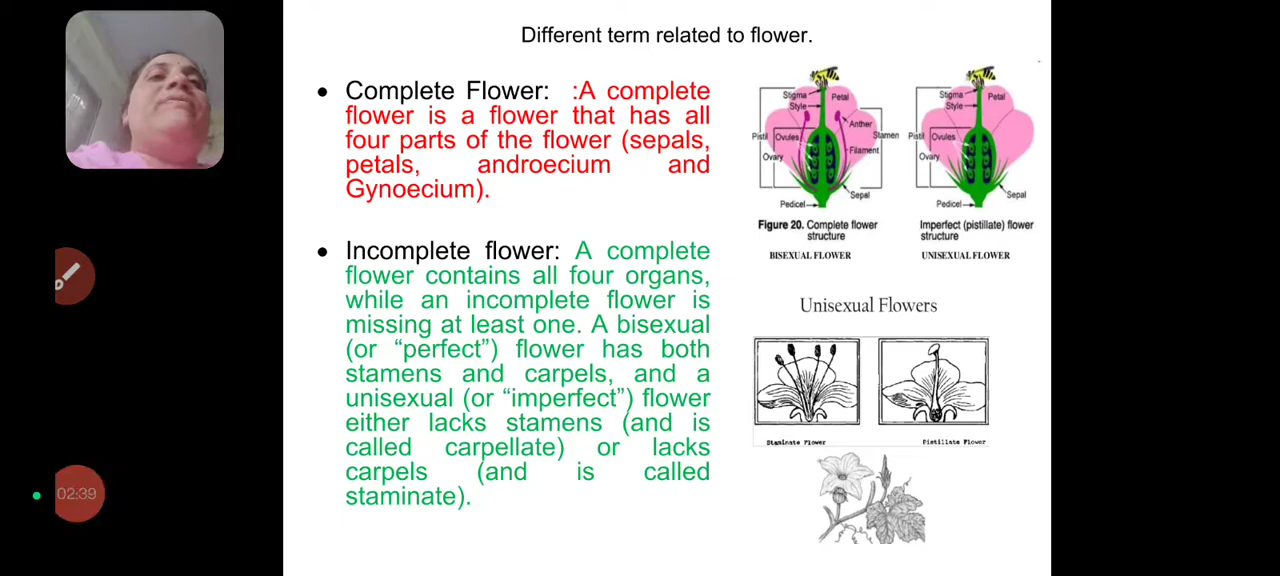 Different term related to flower.
• Complete Flower: :A complete
flower is a flower that has all
four parts of the flower (sepals,
petals, androecium and
Gynoecium).
• Incomplete flower: A complete
flower contains all four organs,
while an incomplete flower is
missing at least one. A bisexual
(or “perfect”) flower has both
stamens and carpels, and a
unisexual (or “imperfect”) flower
either lacks stamens (and is
called carpellate) or lacks
carpels (and is called
staminate).
Stigma
Petal
Style
Anther
Pistil
Ovules
Stamen
Filament
Ovary
Sepal
Pedicel
Figure 20. Complete flower
structure
BISEXUAL FLOWER
Stigma
Petal
Style
Pistil
Ovules
Ovary
Sepal
Pedicel
Imperfect (pistillate) flower
structure
UNISEXUAL FLOWER
Unisexual Flowers
Staminate Flower
Pistillate Flower
02:39